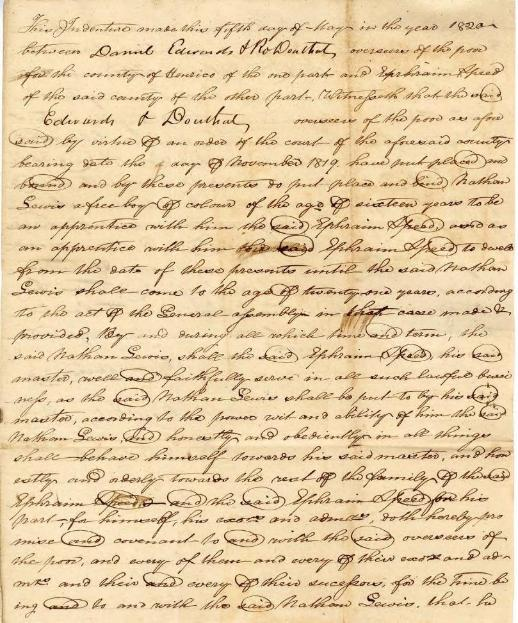 This Indenture made this fifth day of May in the year 1820
between Daniel Edwards & Ro Douthat, overseers of the poor
for the county of Henrico of the one part and Ephraim Speed
of the said county of the other part, Witnesseth that the said
Edwards & Douthat, overseers of the poor as afore
said by virtue of an order of the court of the aforesaid county
bearing date the 4 day of November 1819 have put placed and
bound and by these presents do put place and bind Nathan
Lewis a free boy of colour of the age of sixteen years to be
an apprentice with him the said Ephraim Speed, and as
an apprentice with him the said Ephraim Speed to dwell
from the date of these presents until the said Nathan
Lewis shall come to the age of twenty one years, according
to the act of the General assembly in that case made &
provided, By and during all which time and term, the
said Nathan Lewis, shall the said Ephraim Speed, his said
master, well and faithfully serve in all such lawful busi
ness, as the said Nathan Lewis shall be put to by his said
master, according to the power wit and ability of him the said
Nathan Lewis And honestly and obediently in all things
shall behave himself towards his said master, and hon
estly and orderly towards the rest of the family of the said
Ephraim Speed and the said Ephraim Speed for his
part, for himself, his exors and admrs, doth hereby pro
mise and covenant to and with the said overseers of
the poor, and every of them and every of their exors and ad-
mrs and their and every of their sucessors, for the time be
ing and to and with the said Nathan Lewis, that he